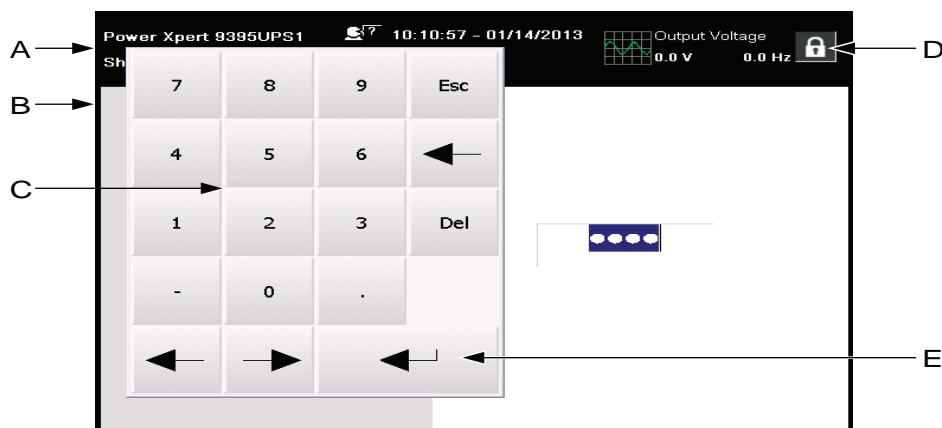 A
Power Xpert 9395UPS1
10:10:57 - 01/14/2013
Output Voltage
D
Sh
0.0 V 0.0 Hz
B
7 8 9 Esc
4 5 6
C
1 2 3 Del
- 0 .
E